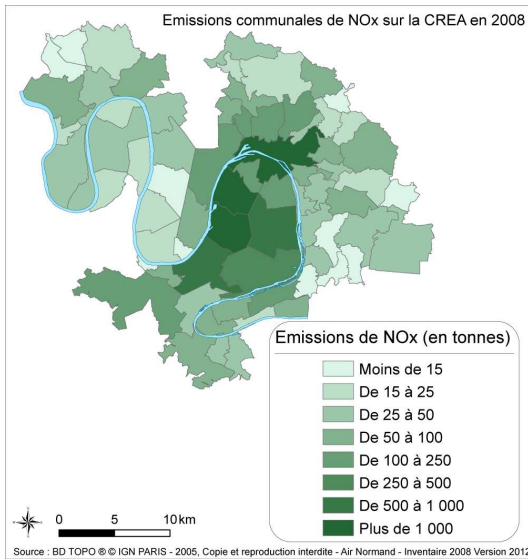 Emissions communales de NOx sur la CREA en 2008
Emissions de NOx (en tonnes)
Moins de 15
De 15 à 25
De 25 à 50
De 50 à 100
De 100 à 250
De 250 à 500
De 500 à 1 000
Plus de 1 000
0 5 10 km
Source : BD TOPO ® © IGN PARIS - 2005, Copie et reproduction interdite - Air Normand - Inventaire 2008 Version 2012